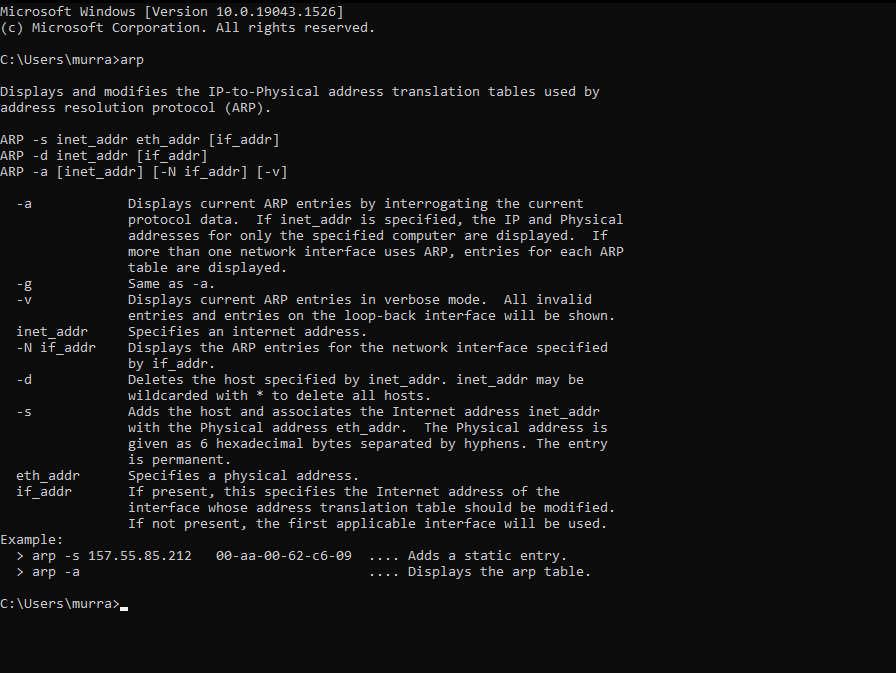 Microsoft Windows [Version 10.0.19043.1526]
(c) Microsoft Corporation. All rights reserved.

C:\Users\murra>arp

Displays and modifies the IP-to-Physical address translation tables used by
address resolution protocol (ARP).

ARP -s inet_addr eth_addr [if_addr]
ARP -d inet_addr [if_addr]
ARP -a [inet_addr] [-N if_addr] [-v]

  -a            Displays current ARP entries by interrogating the current
                protocol data.  If inet_addr is specified, the IP and Physical
                addresses for only the specified computer are displayed.  If
                more than one network interface uses ARP, entries for each ARP
                table are displayed.
  -g            Same as -a.
  -v            Displays current ARP entries in verbose mode.  All invalid
                entries and entries on the loop-back interface will be shown.
  inet_addr     Specifies an internet address.
  -N if_addr    Displays the ARP entries for the network interface specified
                by if_addr.
  -d            Deletes the host specified by inet_addr. inet_addr may be
                wildcarded with * to delete all hosts.
  -s            Adds the host and associates the Internet address inet_addr
                with the Physical address eth_addr.  The Physical address is
                given as 6 hexadecimal bytes separated by hyphens. The entry
                is permanent.
  eth_addr      Specifies a physical address.
  if_addr       If present, this specifies the Internet address of the
                interface whose address translation table should be modified.
                If not present, the first applicable interface will be used.
Example:
  > arp -s 157.55.85.212   00-aa-00-62-c6-09  .... Adds a static entry.
  > arp -a                                    .... Displays the arp table.

C:\Users\murra>